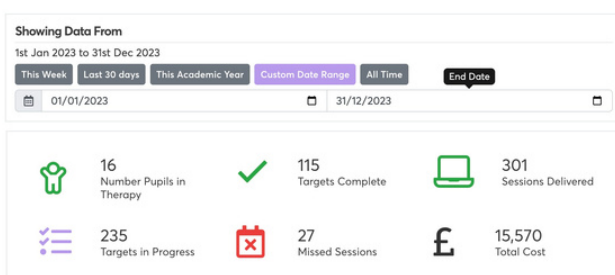 Showing Data From
1st Jan 2023 to 31st Dec 2023
This Week Last 30 days This Academic Year Custom Date Range All Time
End Date
01/01/2023 31/12/2023
16
Number Pupils in
Therapy
115
Targets Complete
301
Sessions Delivered
235
Targets in Progress
27
Missed Sessions
£ 15,570
Total Cost